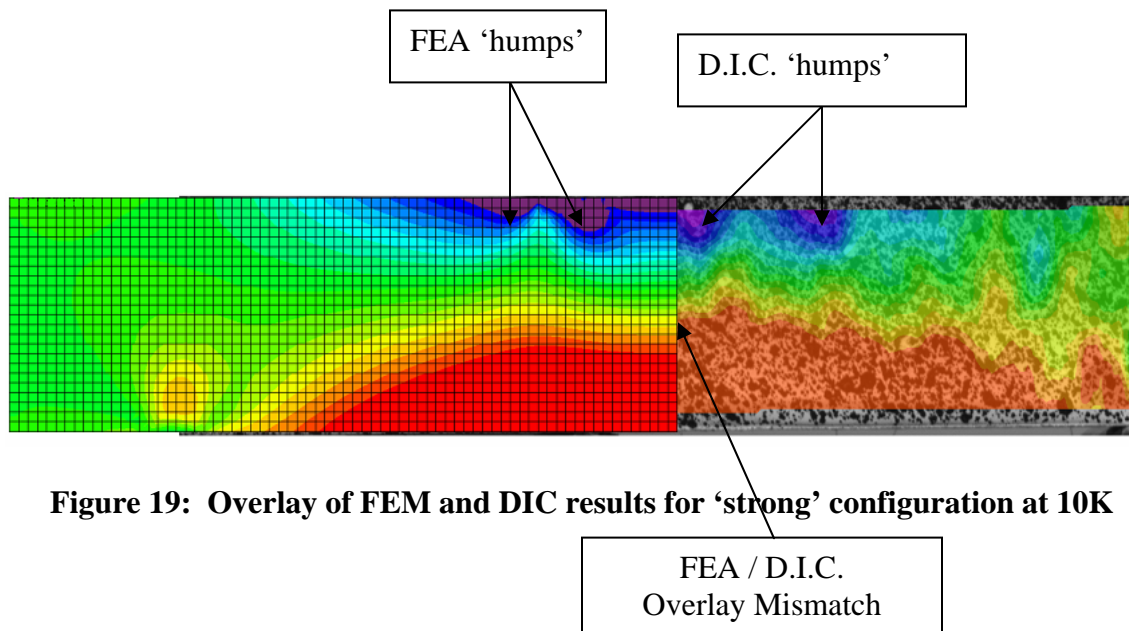 FEA ‘humps’
D.I.C. ‘humps’
Figure 19:  Overlay of FEM and DIC results for ‘strong’ configuration at 10K
FEA / D.I.C.
Overlay Mismatch